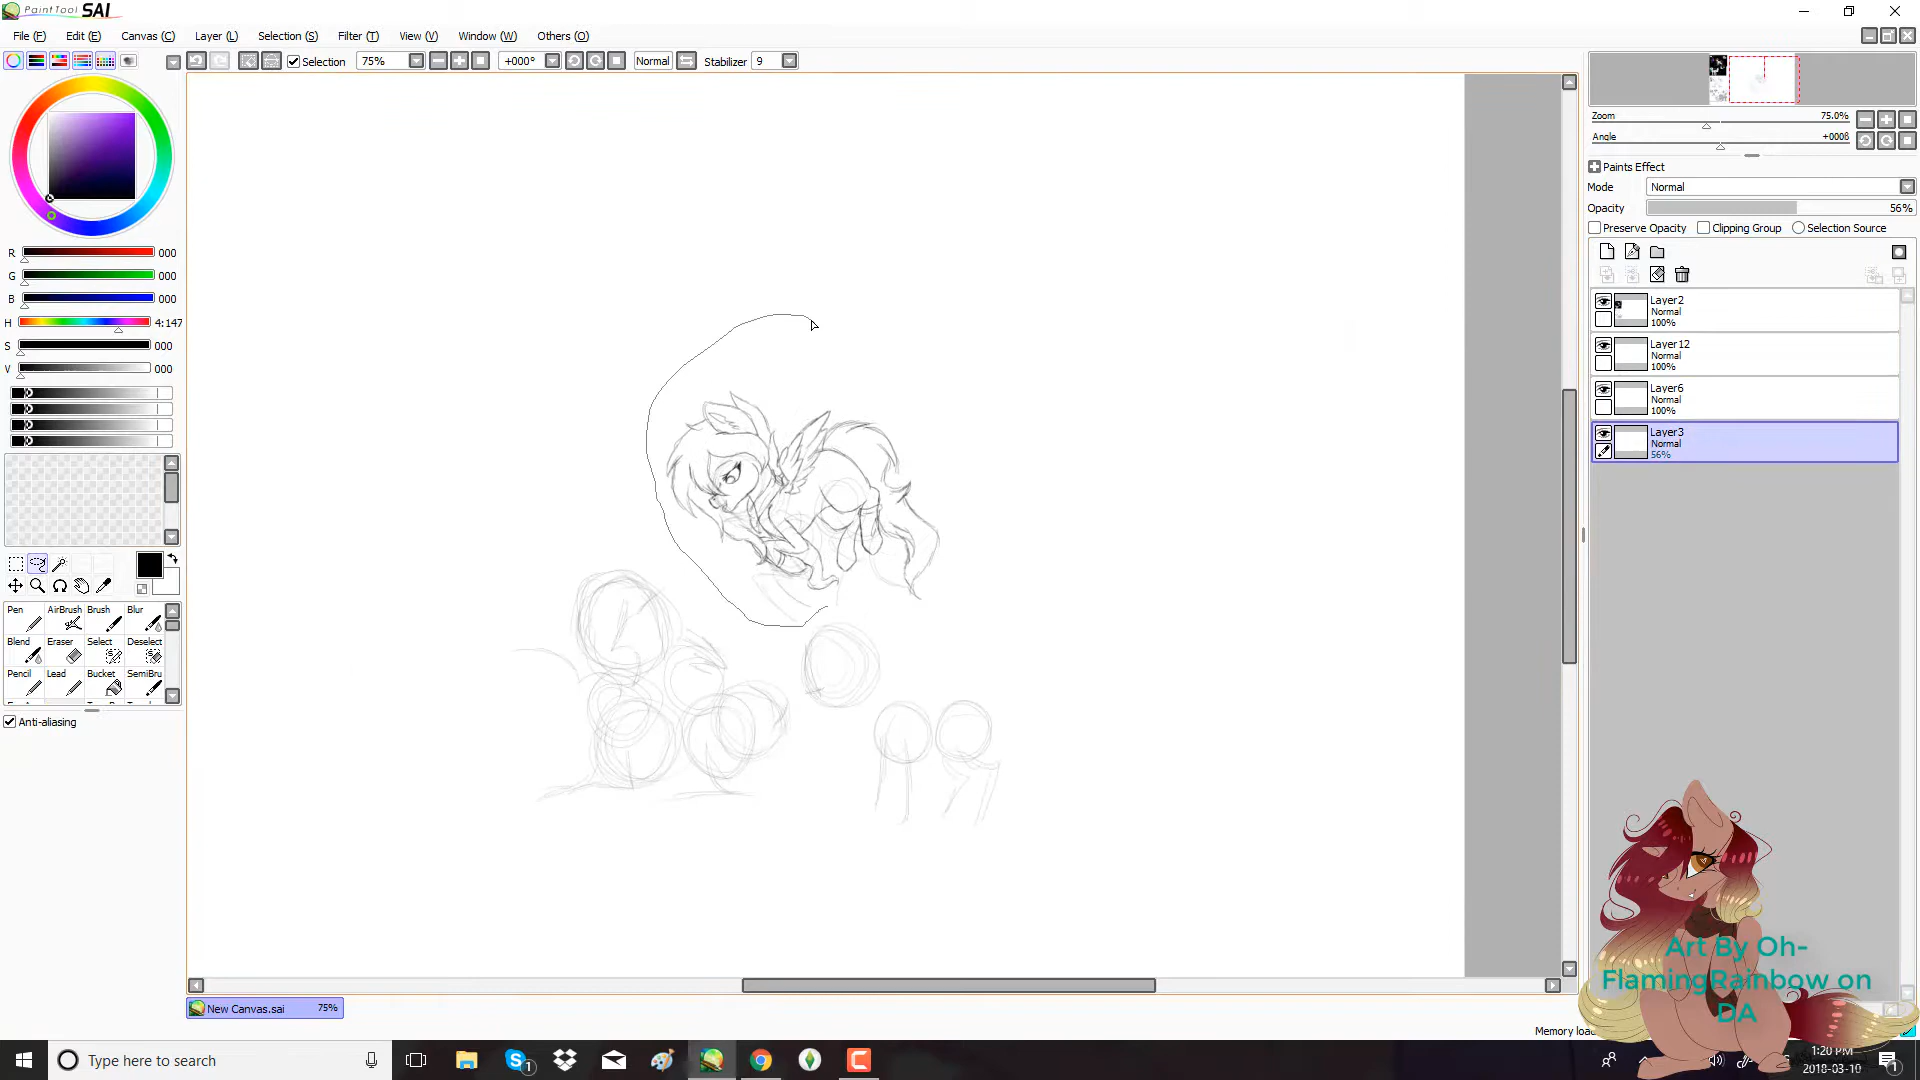 PaintTool SAI
File (F) Edit (E) Canvas (C) Layer (L) Selection (S) Filter (T) View (V) Window (W) Others (O)
Selection 75% +000° Normal Stabilizer 9
Zoom 75.0%
Angle +000ß
Paints Effect
Mode Normal
Opacity 56%
Preserve Opacity Clipping Group Selection Source
R 000
G 000
B 000
H 4:147
S 000
V 000
Layer2
Normal
100%
Layer12
Normal
100%
Layer6
Normal
100%
Layer3
Normal
56%
Pen AirBrush Brush Blur
Blend Eraser Select Deselect
Pencil Lead Bucket SemiBru
Anti-aliasing
Art By Oh-
FlamingRainbow on
DA
New Canvas.sai 75%
Memory loa
Type here to search
1:20 PM
2018-03-10